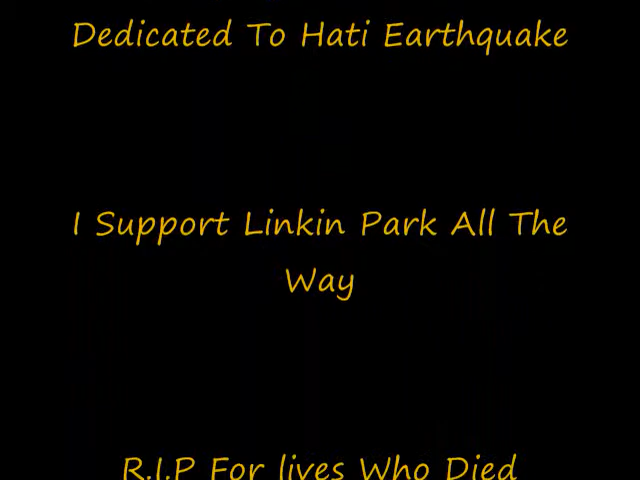 Dedicated To Hati Earthquake
I Support Linkin Park All The
Way
R.I.P For lives Who Died